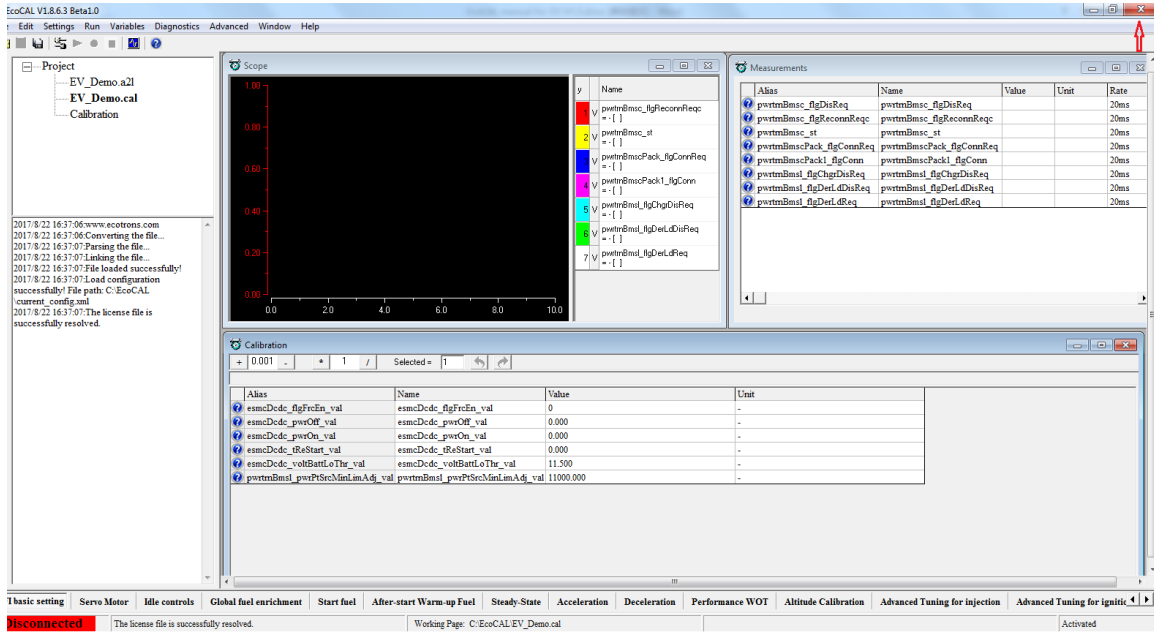 EcoCAL V1.8.6.3 Beta1.0
Edit Settings Run Variables Diagnostics Advanced Window Help
Project
EV_Demo.a2l
EV_Demo.cal
Calibration
2017/8/22 16:37:06:www.ecotrons.com
2017/8/22 16:37:06:Converting the file...
2017/8/22 16:37:07:Parsing the file...
2017/8/22 16:37:07:Linking the file...
2017/8/22 16:37:07:File loaded successfully!
2017/8/22 16:37:07:Load configuration
successfully! File path: C:\EcoCAL
\current_config.xml
2017/8/22 16:37:07:The license file is
successfully resolved.
Scope
1.00
0.80
0.60
0.40
0.20
0.00
0.0 2.0 4.0 6.0 8.0 10.0
y Name
1 V pwrtrnBmsc_flgReconnReqc
= - [ ]
2 V pwrtrnBmsc_st
= - [ ]
V pwrtrnBmscPack_flgConnReq
= - [ ]
4 V pwrtrnBmscPack1_flgConn
= - [ ]
5 V pwrtrnBmsl_flgChgrDisReq
= - [ ]
6 V pwrtrnBmsl_flgDerLdDisReq
= - [ ]
7 V pwrtrnBmsl_flgDerLdReq
= - [ ]
Measurements
Alias Name Value Unit Rate
pwrtrnBmsc_flgDisReq pwrtrnBmsc_flgDisReq 20ms
pwrtrnBmsc_flgReconnReqc pwrtrnBmsc_flgReconnReqc 20ms
pwrtrnBmsc_st pwrtrnBmsc_st 20ms
pwrtrnBmscPack_flgConnReq pwrtrnBmscPack_flgConnReq 20ms
pwrtrnBmscPack1_flgConn pwrtrnBmscPack1_flgConn 20ms
pwrtrnBmsl_flgChgrDisReq pwrtrnBmsl_flgChgrDisReq 20ms
pwrtrnBmsl_flgDerLdDisReq pwrtrnBmsl_flgDerLdDisReq 20ms
pwrtrnBmsl_flgDerLdReq pwrtrnBmsl_flgDerLdReq 20ms
Calibration
+ 0.001 - * 1 / Selected = 1
Alias Name Value Unit
esmcDcdc_flgFrcEn_val esmcDcdc_flgFrcEn_val 0 -
esmcDcdc_pwrOff_val esmcDcdc_pwrOff_val 0.000 -
esmcDcdc_pwrOn_val esmcDcdc_pwrOn_val 0.000 -
esmcDcdc_tReStart_val esmcDcdc_tReStart_val 0.000 -
esmcDcdc_voltBattLoThr_val esmcDcdc_voltBattLoThr_val 11.500 -
pwrtrnBmsl_pwrPtSrcMinLimAdj_val pwrtrnBmsl_pwrPtSrcMinLimAdj_val 11000.000 -
basic setting Servo Motor Idle controls Global fuel enrichment Start fuel After-start Warm-up Fuel Steady-State Acceleration Deceleration Performance WOT Altitude Calibration Advanced Tuning for injection Advanced Tuning for ignitic
Disconnected The license file is successfully resolved. Working Page: C:\EcoCAL\EV_Demo.cal Activated